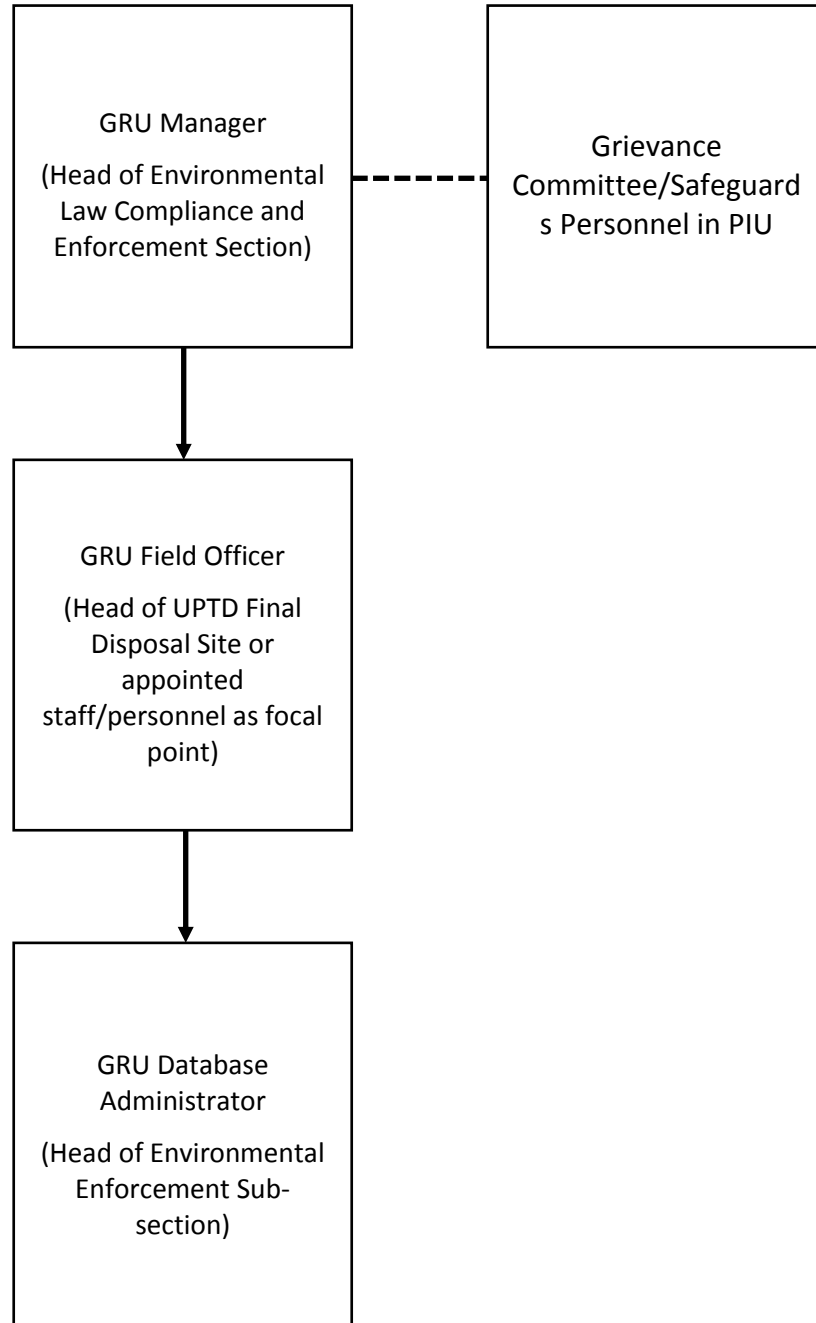 GRU Manager
(Head of Environmental
Law Compliance and
Enforcement Section)
Grievance
Committee/Safeguard
s Personnel in PIU
GRU Field Officer
(Head of UPTD Final
Disposal Site or
appointed
staff/personnel as focal
point)
GRU Database
Administrator
(Head of Environmental
Enforcement Sub-
section)